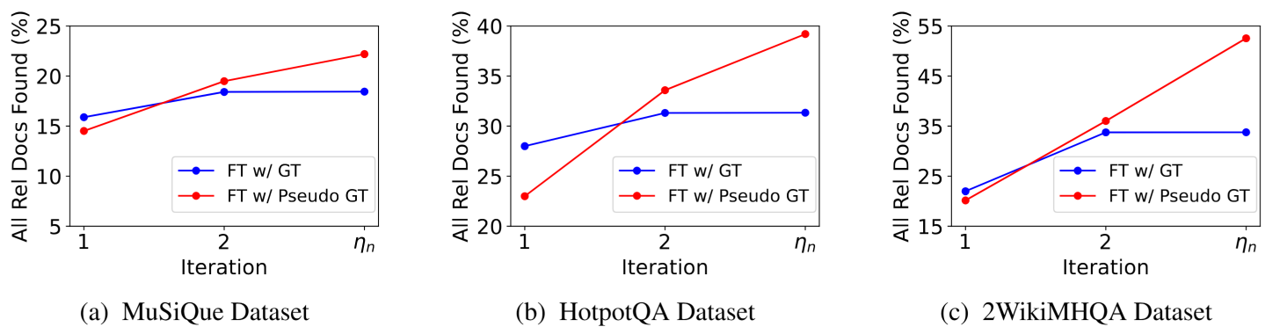 All Rel Docs Found (%)
25
20
15
10
5
FT w/ GT
FT w/ Pseudo GT
1
2
ηn
Iteration
(a) MuSiQue Dataset
All Rel Docs Found (%)
40
35
30
25
20
FT w/ GT
FT w/ Pseudo GT
1
2
ηn
Iteration
(b) HotpotQA Dataset
All Rel Docs Found (%)
55
45
35
25
15
FT w/ GT
FT w/ Pseudo GT
1
2
ηn
Iteration
(c) 2WikiMHQA Dataset